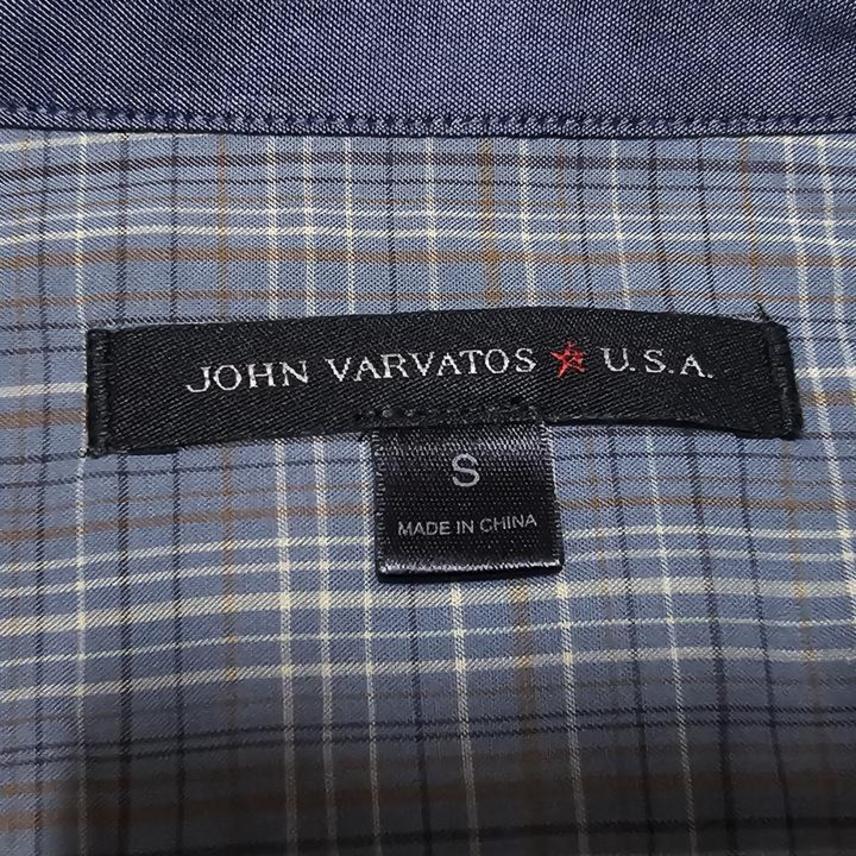 JOHN VARVATOS ★ U.S.A.
S
MADE IN CHINA